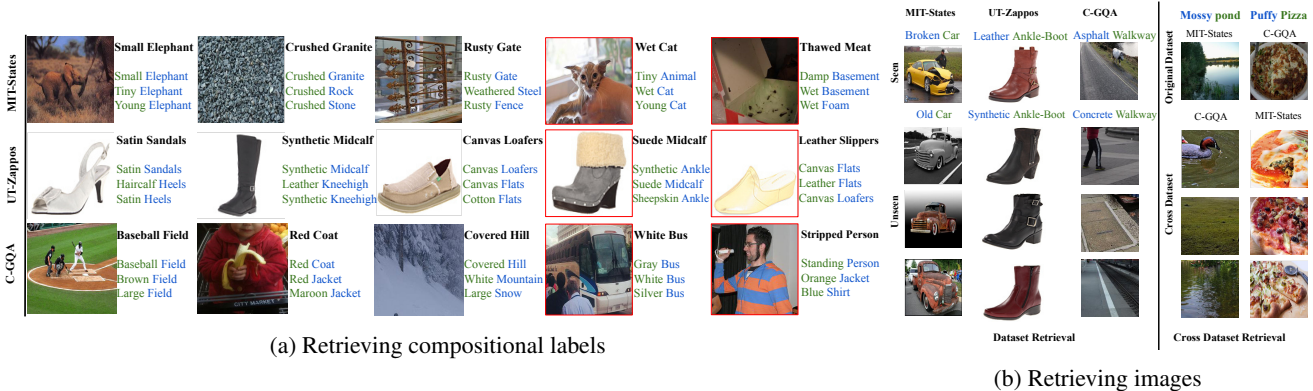 MIT-States
Small Elephant
Small Elephant
Tiny Elephant
Young Elephant
Crushed Granite
Crushed Granite
Crushed Rock
Crushed Stone
Rusty Gate
Rusty Gate
Weathered Steel
Rusty Fence
Wet Cat
Tiny Animal
Wet Cat
Young Cat
Thawed Meat
Damp Basement
Wet Basement
Wet Foam
UT-Zappos
Satin Sandals
Satin Sandals
Haircalf Heels
Satin Heels
Synthetic Midcalf
Synthetic Midcalf
Leather Kneehigh
Synthetic Kneehigh
Canvas Loafers
Canvas Loafers
Canvas Flats
Cotton Flats
Suede Midcalf
Synthetic Ankle
Suede Midcalf
Sheepskin Ankle
Leather Slippers
Canvas Flats
Leather Flats
Canvas Loafers
C-GQA
Baseball Field
Baseball Field
Brown Field
Large Field
CITY MARKET
Red Coat
Red Coat
Red Jacket
Maroon Jacket
Covered Hill
Covered Hill
White Mountain
Large Snow
White Bus
Gray Bus
White Bus
Silver Bus
Stripped Person
Standing Person
Orange Jacket
Blue Shirt
(a) Retrieving compositional labels
MIT-States UT-Zappos C-GQA
Seen
Broken Car Leather Ankle-Boot Asphalt Walkway
Unseen
Old Car Synthetic Ankle-Boot Concrete Walkway
Dataset Retrieval
Mossy pond Puffy Pizza
Original Dataset
MIT-States C-GQA
Cross Dataset
C-GQA MIT-States
Cross Dataset Retrieval
(b) Retrieving images